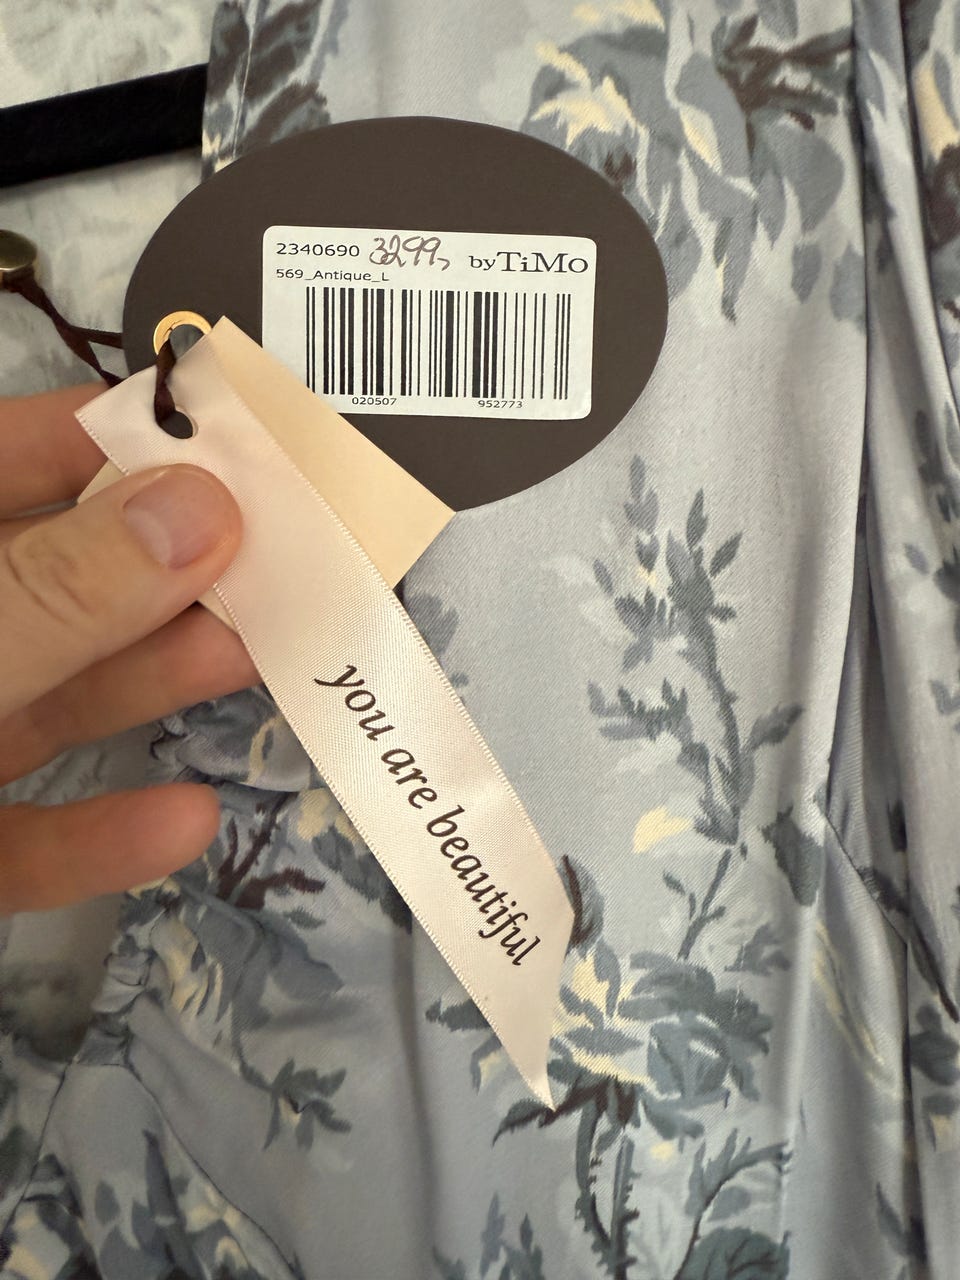 2340690 3299,- byTiMo
569_Antique_L
020507 952773
you are beautiful